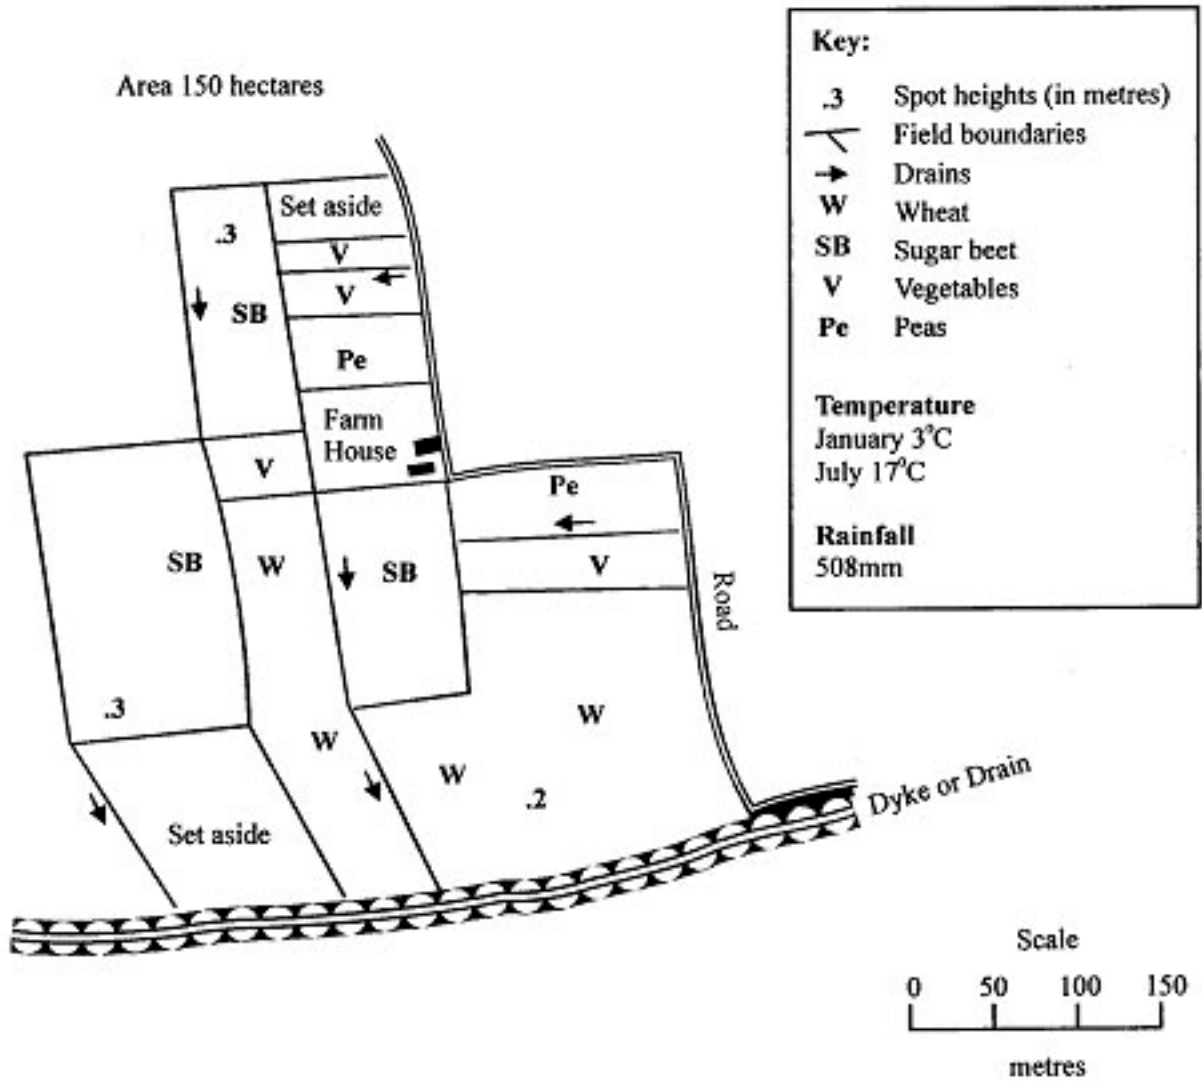 Area 150 hectares
Key:
.3 Spot heights (in metres)
Field boundaries
Drains
W Wheat
SB Sugar beet
V Vegetables
Pe Peas
Temperature
January 3°C
July 17°C
Rainfall
508mm
Set aside
.3
V
V
SB
Pe
Farm
House
V
Pe
SB
W
SB
V
Road
.3
W
W
W
.2
Set aside
Dyke or Drain
Scale
0 50 100 150
metres